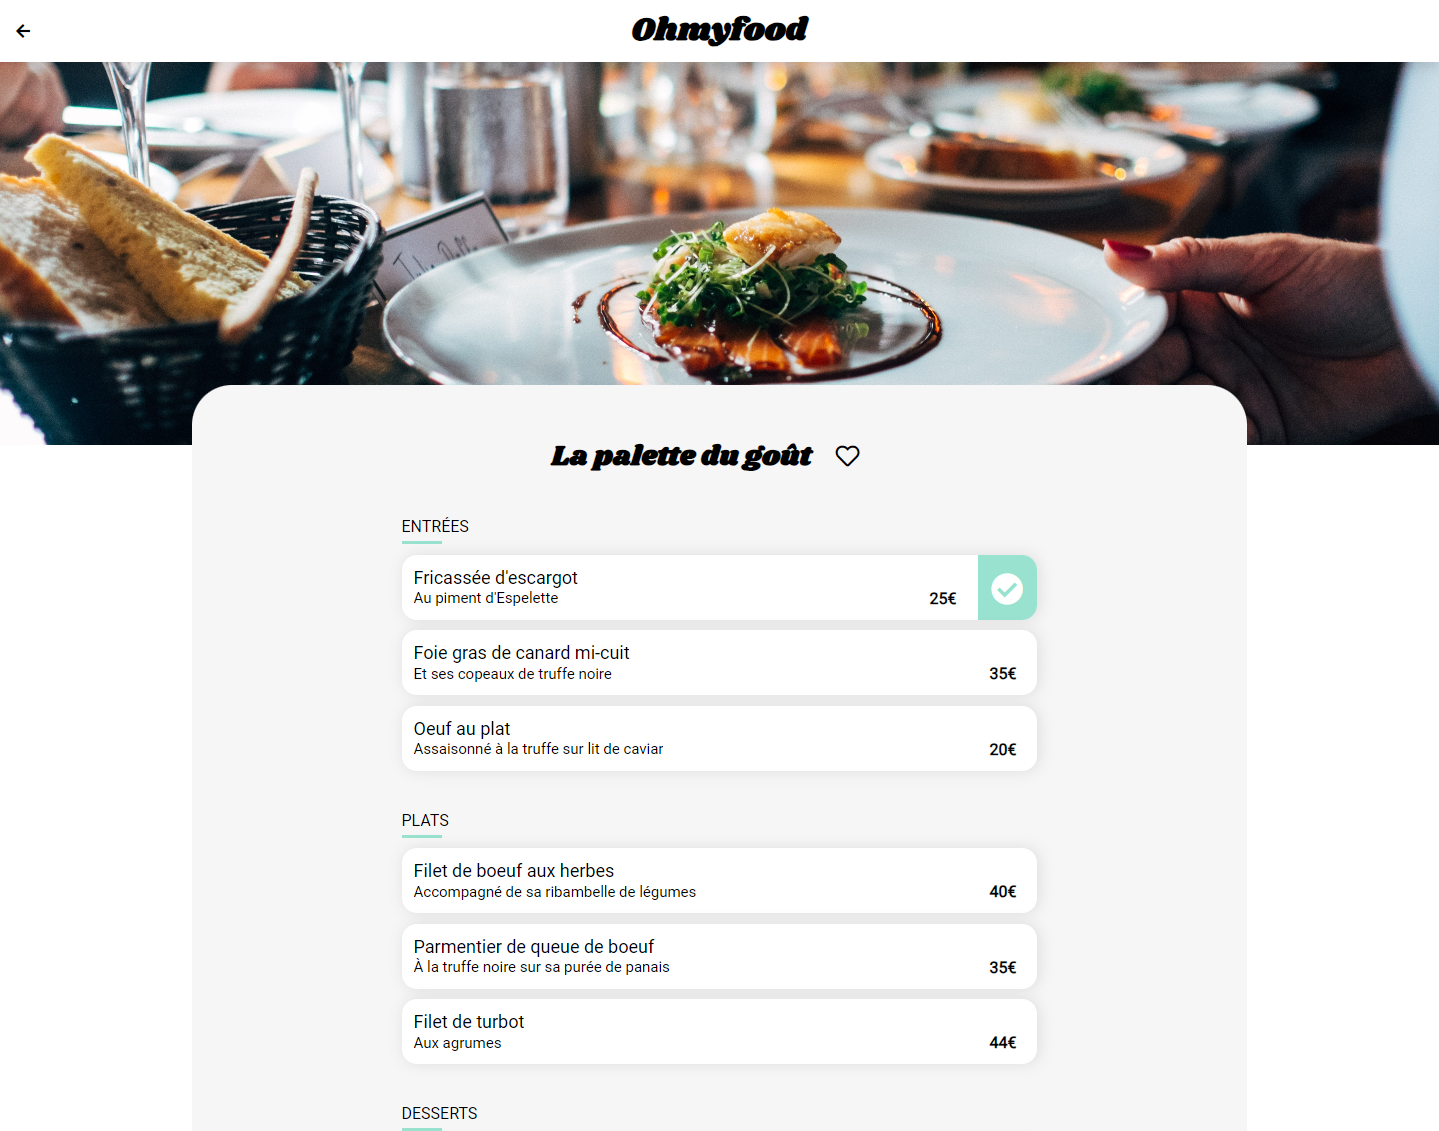 Ohmyfood
La palette du goût
ENTRÉES
Fricassée d'escargot
Au piment d'Espelette
25€
Foie gras de canard mi-cuit
Et ses copeaux de truffe noire
35€
Oeuf au plat
Assaisonné à la truffe sur lit de caviar
20€
PLATS
Filet de boeuf aux herbes
Accompagné de sa ribambelle de légumes
40€
Parmentier de queue de boeuf
À la truffe noire sur sa purée de panais
35€
Filet de turbot
Aux agrumes
44€
DESSERTS